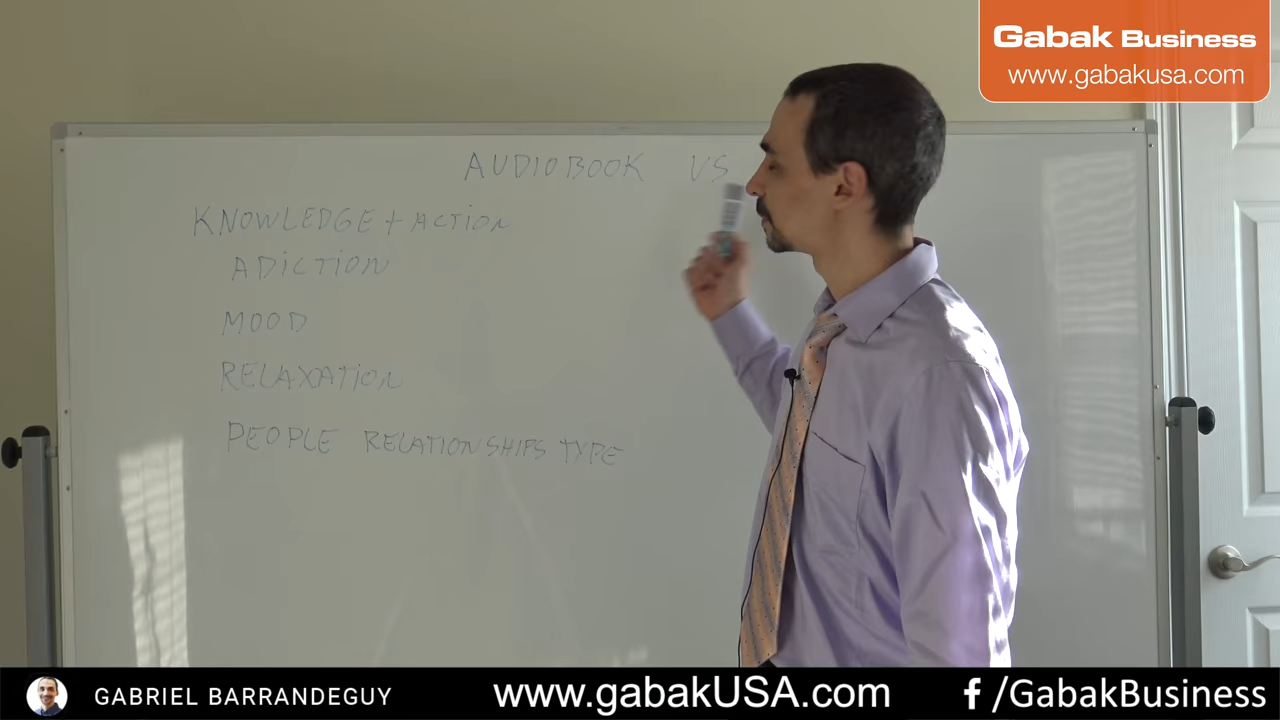 Gabak Business
www.gabakusa.com
AUDIOBOOK VS
KNOWLEDGE + ACTION
ADICTION
MOOD
RELAXATION
PEOPLE RELATIONSHIPS TYPE
GABRIEL BARRANDEGUY
www.gabakUSA.com
f /GabakBusiness